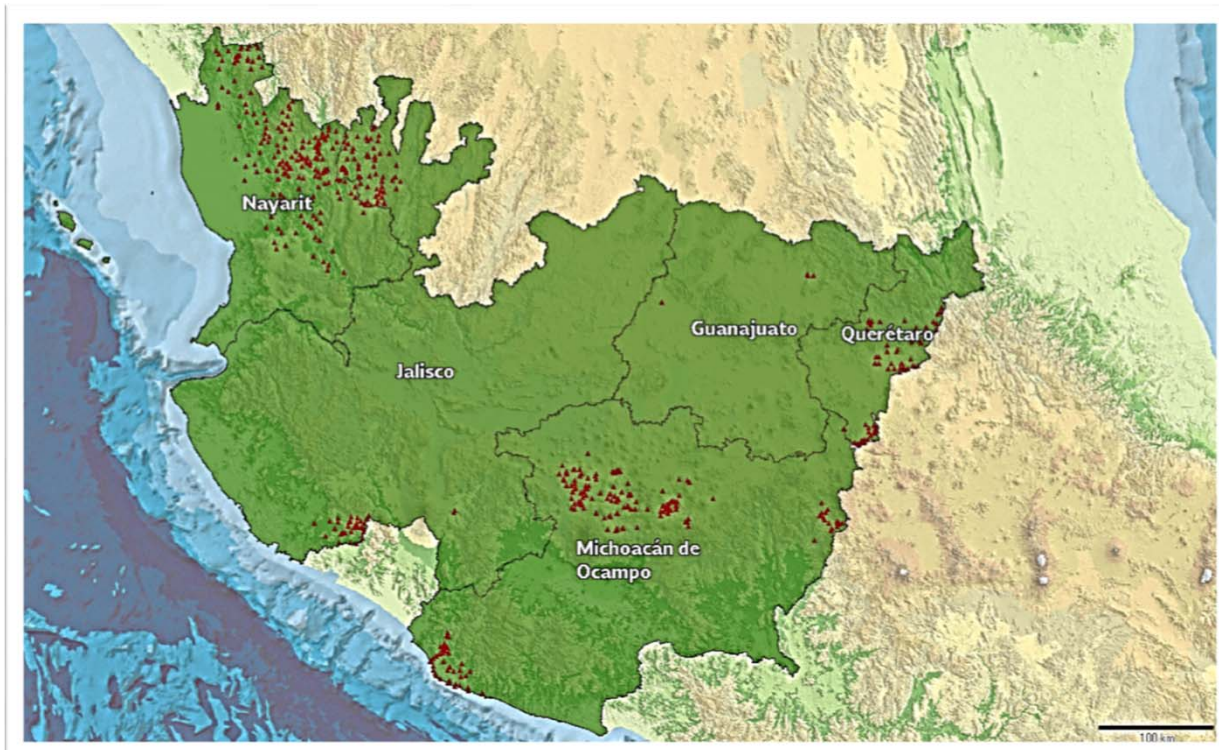 Nayarit
Guanajuato
Querétaro
Jalisco
Michoacán de
Ocampo
100 km